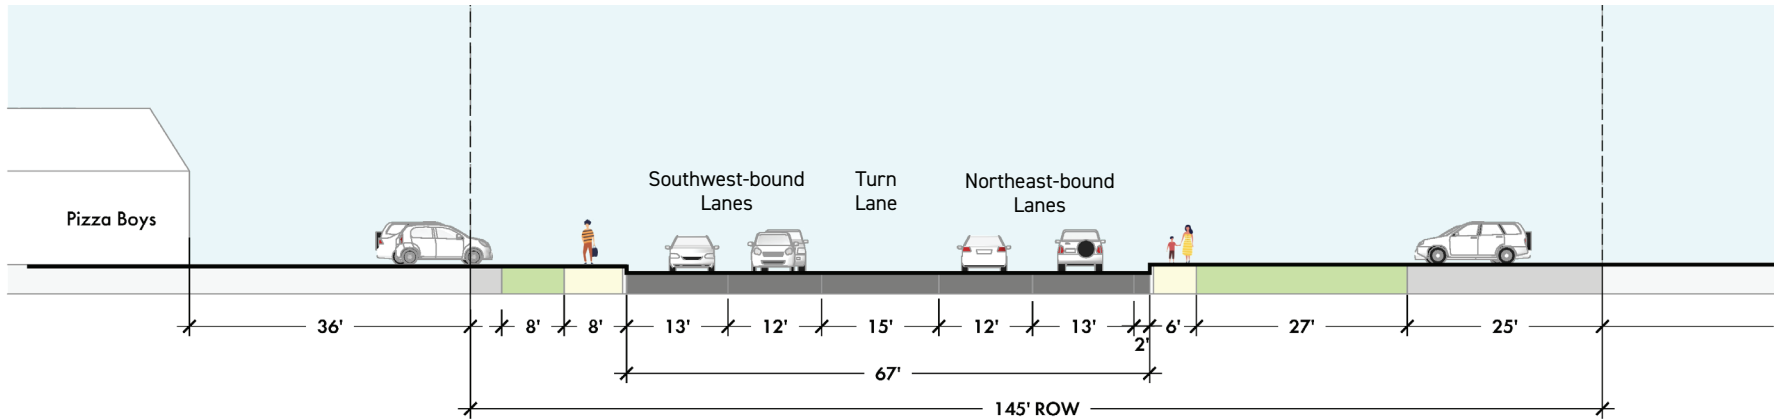 Southwest-bound
Lanes
Turn
Lane
Northeast-bound
Lanes
Pizza Boys
36'
8'
8'
13'
12'
15'
12'
13'
2'
6'
27'
25'
67'
145' ROW